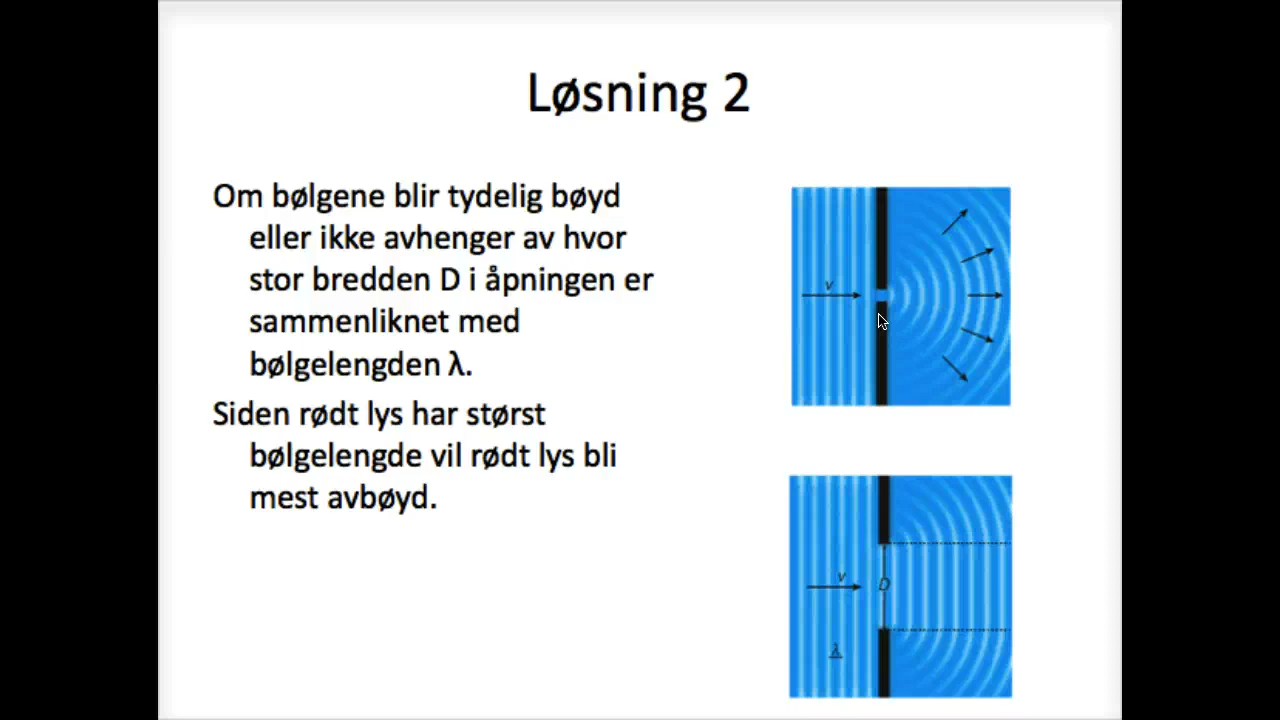 Løsning 2
Om bølgene blir tydelig bøyd
eller ikke avhenger av hvor
stor bredden D i åpningen er
sammenliknet med
bølgelengden λ.
Siden rødt lys har størst
bølgelengde vil rødt lys bli
mest avbøyd.
v
v
D
λ